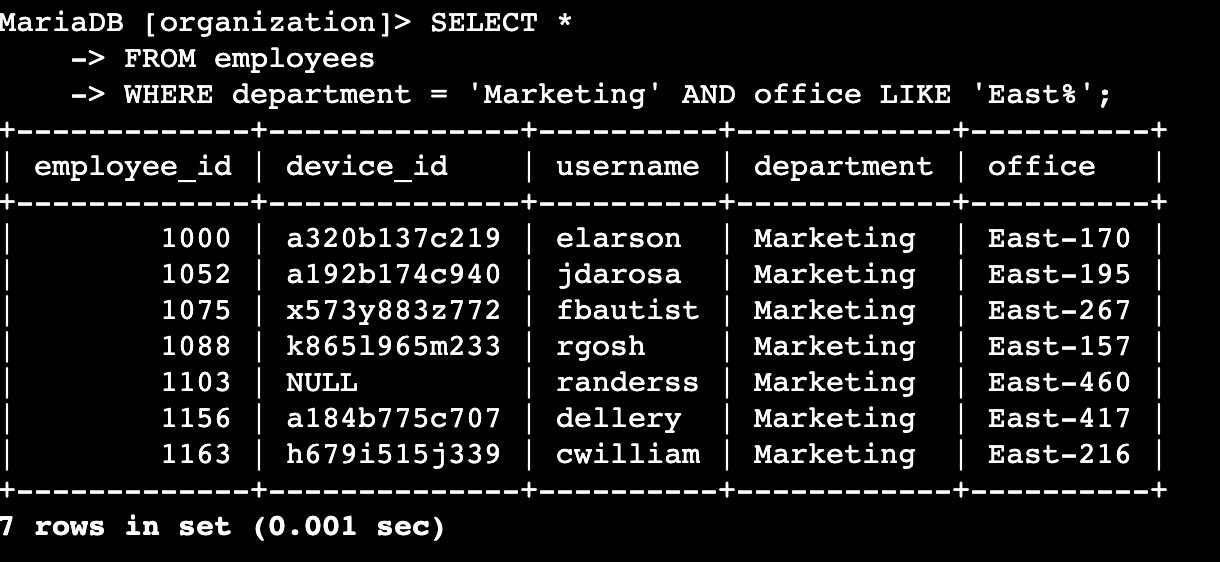 MariaDB [organization]> SELECT *
    -> FROM employees
    -> WHERE department = 'Marketing' AND office LIKE 'East%';
+-------------+--------------+----------+------------+----------+
| employee_id | device_id    | username | department | office   |
+-------------+--------------+----------+------------+----------+
|        1000 | a320b137c219 | elarson  | Marketing  | East-170 |
|        1052 | a192b174c940 | jdarosa  | Marketing  | East-195 |
|        1075 | x573y883z772 | fbautist | Marketing  | East-267 |
|        1088 | k865l965m233 | rgosh    | Marketing  | East-157 |
|        1103 | NULL         | randerss | Marketing  | East-460 |
|        1156 | a184b775c707 | dellery  | Marketing  | East-417 |
|        1163 | h679i515j339 | cwilliam | Marketing  | East-216 |
+-------------+--------------+----------+------------+----------+
7 rows in set (0.001 sec)